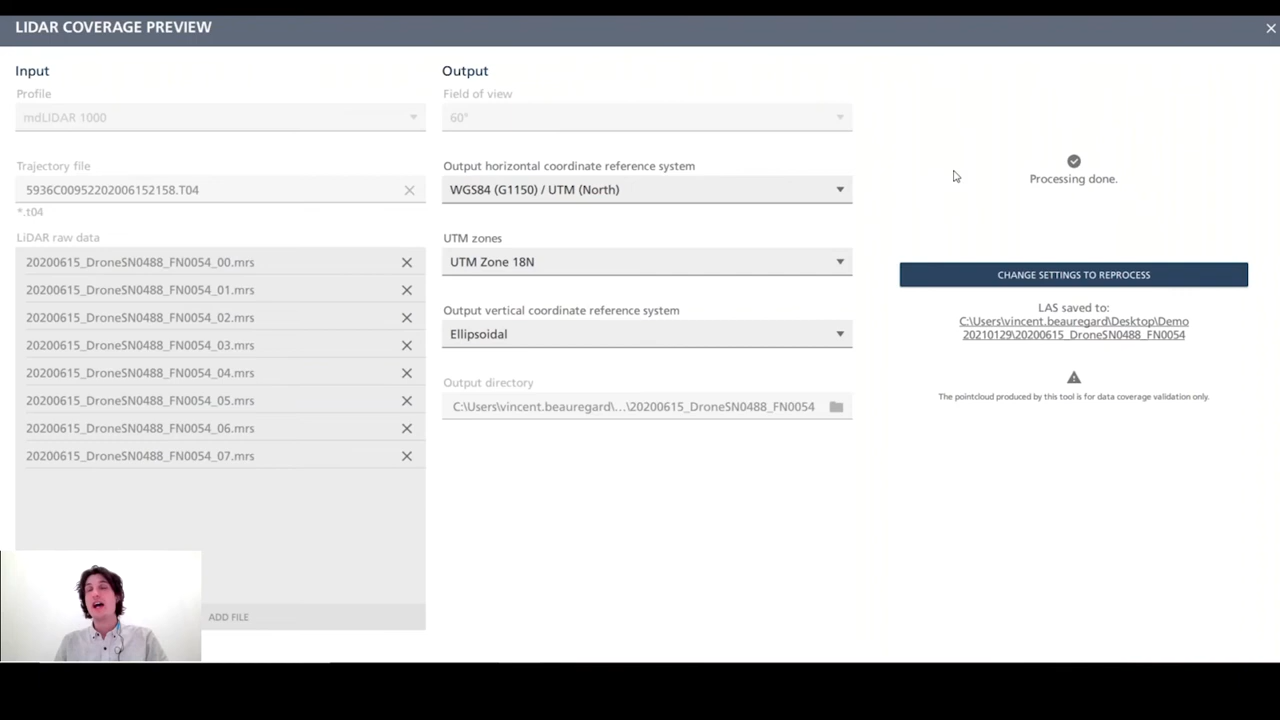 LIDAR COVERAGE PREVIEW
Input
Profile
mdLIDAR 1000
Trajectory file
5936C00952202006152158.T04
*.t04
LiDAR raw data
20200615_DroneSN0488_FN0054_00.mrs
20200615_DroneSN0488_FN0054_01.mrs
20200615_DroneSN0488_FN0054_02.mrs
20200615_DroneSN0488_FN0054_03.mrs
20200615_DroneSN0488_FN0054_04.mrs
20200615_DroneSN0488_FN0054_05.mrs
20200615_DroneSN0488_FN0054_06.mrs
20200615_DroneSN0488_FN0054_07.mrs
ADD FILE
Output
Field of view
60°
Output horizontal coordinate reference system
WGS84 (G1150) / UTM (North)
UTM zones
UTM Zone 18N
Output vertical coordinate reference system
Ellipsoidal
Output directory
C:\Users\vincent.beauregard\...\20200615_DroneSN0488_FN0054
Processing done.
CHANGE SETTINGS TO REPROCESS
LAS saved to:
C:\Users\vincent.beauregard\Desktop\Demo
20210129\20200615_DroneSN0488_FN0054
The pointcloud produced by this tool is for data coverage validation only.